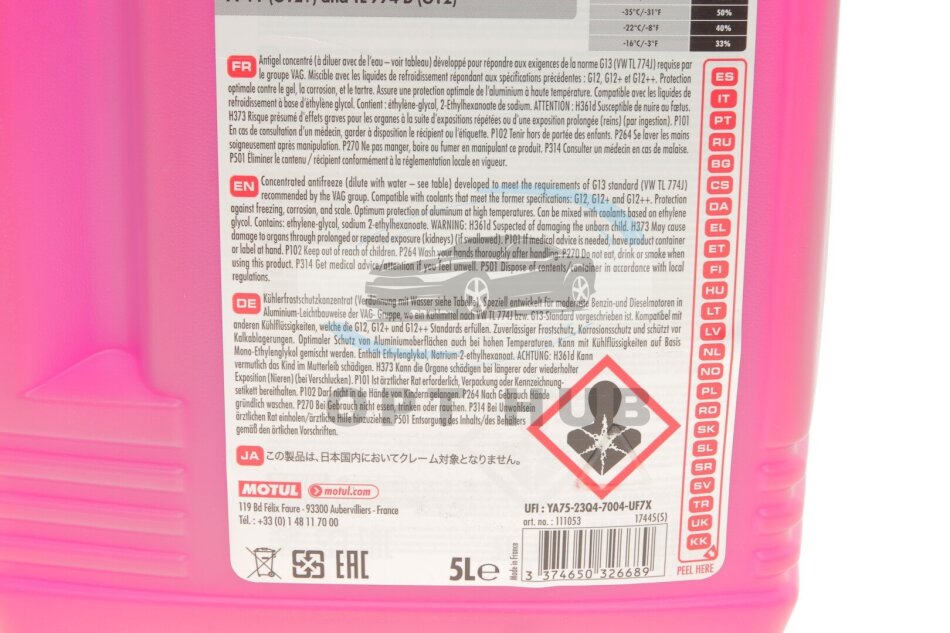 -35°C/-31°F 50%
-22°C/-8°F 40%
-16°C/-3°F 33%
FR Antigel concentré (à diluer avec de l'eau – voir tableau) développé pour répondre aux exigences de la norme G13 (VW TL 774J) requise par
le groupe VAG. Miscible avec les liquides de refroidissement répondant aux spécifications précédentes : G12, G12+ et G12++. Protection
optimale contre le gel, la corrosion, et le tartre. Assure une protection optimale de l'aluminium à haute température. Compatible avec les liquides de
refroidissement à base d'éthylène glycol. Contient : éthylène-glycol, 2-Ethylhexanoate de sodium. ATTENTION : H361d Susceptible de nuire au fœtus.
H373 Risque présumé d'effets graves pour les organes à la suite d'expositions répétées ou d'une exposition prolongée (reins) (par ingestion). P101
En cas de consultation d'un médecin, garder à disposition le récipient ou l'étiquette. P102 Tenir hors de portée des enfants. P264 Se laver les mains
soigneusement après manipulation. P270 Ne pas manger, boire ou fumer en manipulant ce produit. P314 Consulter un médecin en cas de malaise.
P501 Éliminer le contenu / récipient conformément à la réglementation locale en vigueur.
EN Concentrated antifreeze (dilute with water – see table) developed to meet the requirements of G13 standard (VW TL 774J)
recommended by the VAG group. Compatible with coolants that meet the former specifications: G12, G12+ and G12++. Protection
against freezing, corrosion, and scale. Optimum protection of aluminum at high temperatures. Can be mixed with coolants based on ethylene
glycol. Contains: ethylene-glycol, sodium 2-ethylhexanoate. WARNING: H361d Suspected of damaging the unborn child. H373 May cause
damage to organs through prolonged or repeated exposure (kidneys) (if swallowed). P101 If medical advice is needed, have product container
or label at hand. P102 Keep out of reach of children. P264 Wash your hands thoroughly after handling. P270 Do not eat, drink or smoke when
using this product. P314 Get medical advice/attention if you feel unwell. P501 Dispose of contents/container in accordance with local
regulations.
DE Kühlerfrostschutzkonzentrat (Verdünnung mit Wasser siehe Tabelle). Speziell entwickelt für moderne Benzin-und Dieselmotoren in
Aluminium-Leichtbauweise der VAG- Gruppe, wo ein Kühlmittel nach VW TL 774J bzw. G13-Standard vorgeschrieben ist. Kompatibel mit
anderen Kühlflüssigkeiten, welche die G12, G12+ und G12++ Standards erfüllen. Zuverlässiger Frostschutz, Korrosionsschutz und schützt vor
Kalkablagerungen. Optimaler Schutz von Aluminiumoberflächen auch bei hohen Temperaturen. Kann mit Kühlflüssigkeiten auf Basis
Mono-Ethylenglykol gemischt werden. Enthält Ethylenglykol, Natrium-2-ethylhexanoat. ACHTUNG: H361d Kann
vermutlich das Kind im Mutterleib schädigen. H373 Kann die Organe schädigen bei längerer oder wiederholter
Exposition (Nieren) (bei Verschlucken). P101 Ist ärztlicher Rat erforderlich, Verpackung oder Kennzeichnung-
setikett bereithalten. P102 Darf nicht in die Hände von Kindern gelangen. P264 Nach Gebrauch Hände
gründlich waschen. P270 Bei Gebrauch nicht essen, trinken oder rauchen. P314 Bei Unwohlsein
ärztlichen Rat einholen/ärztliche Hilfe hinzuziehen. P501 Entsorgung des Inhalts/des Behälters
gemäß den örtlichen Vorschriften.
OPT HUB
JA この製品は、日本国内においてクレーム対象となりません。
MOTUL motul.com
119 Bd Félix Faure - 93300 Aubervilliers - France
Tél. : +33 (0) 1 48 11 70 00
EAC
5L℮
Made in France
UFI : YA7S-23Q4-7004-UF7X
art. no. : 111053 17445(5)
3 374650 326689
ES
IT
PT
RU
BG
CS
DA
EL
ET
FI
HU
LT
LV
NL
NO
PL
RO
SK
SL
SR
SV
TR
UK
KK
PEEL HERE